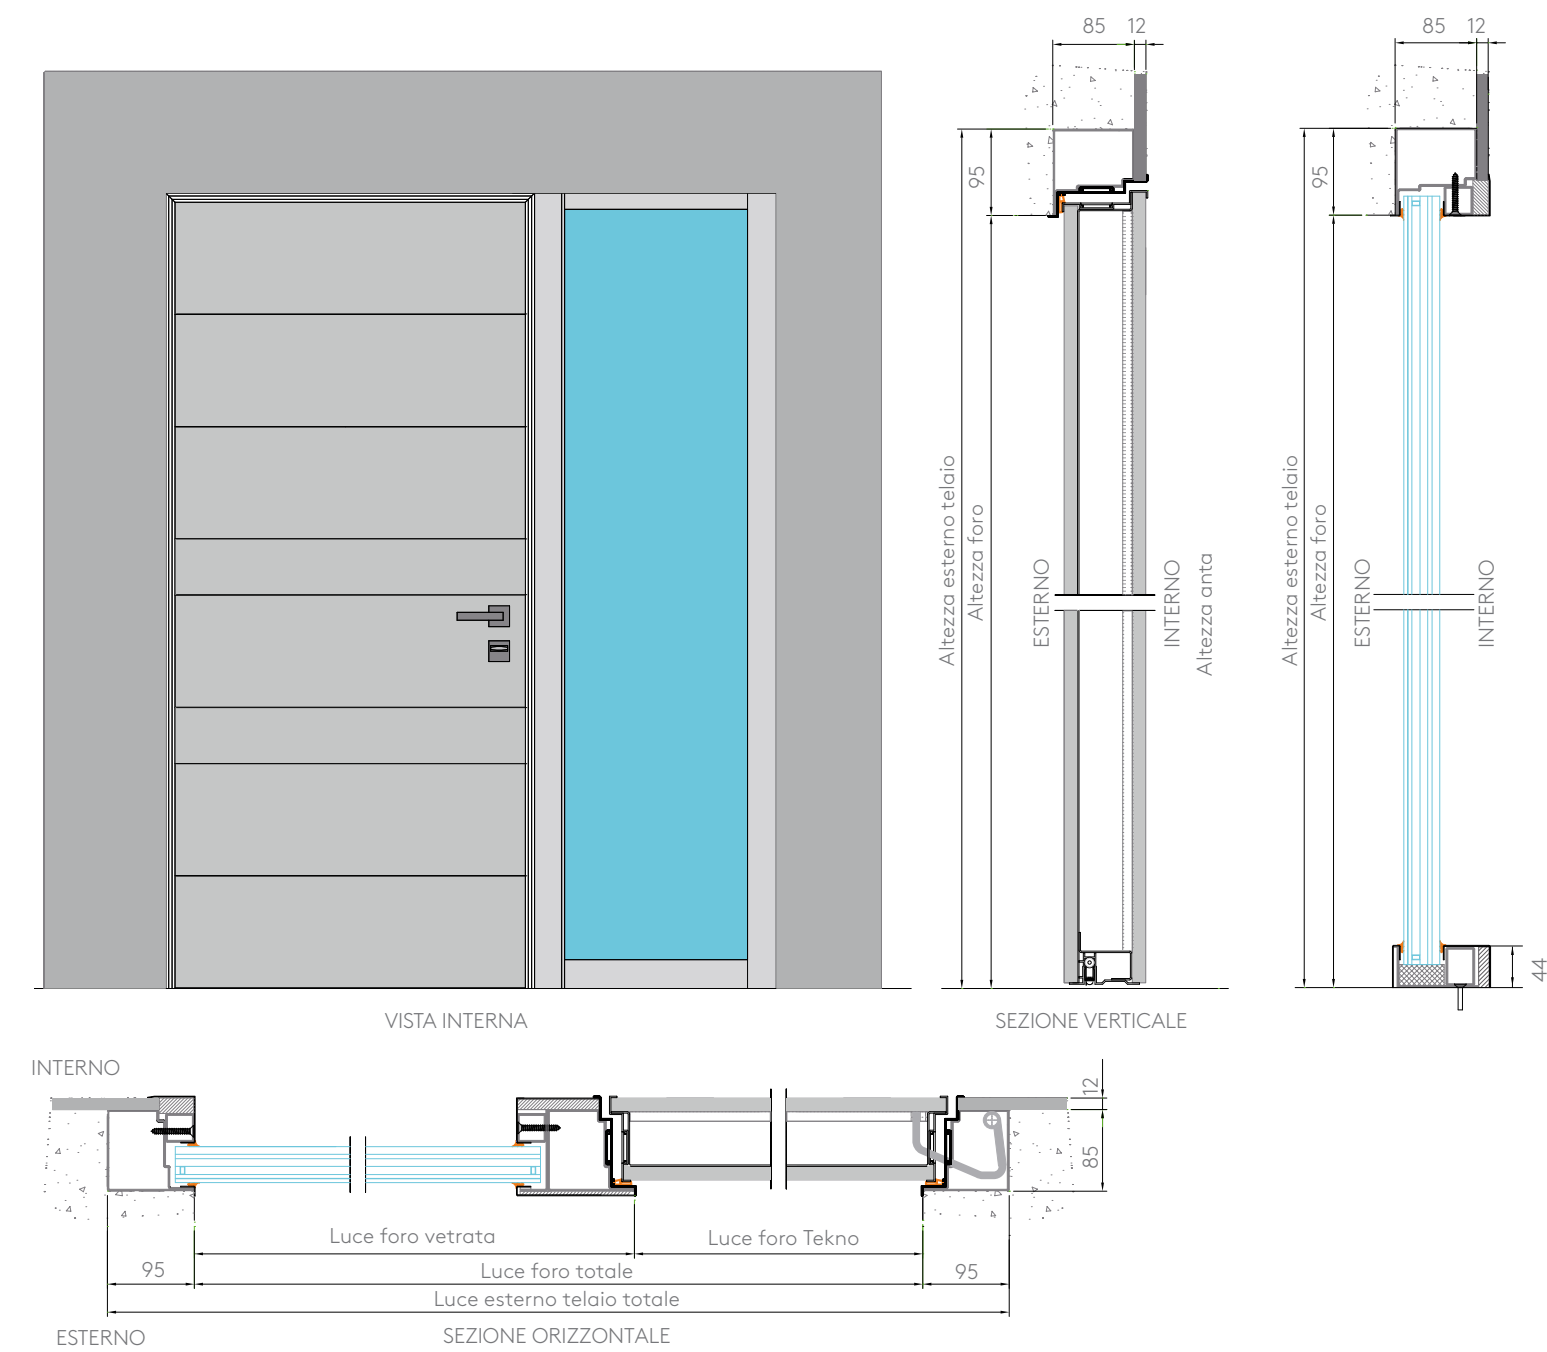 85
12
85
12
95
95
Altezza esterno telaio
Altezza foro
ESTERNO
INTERNO
Altezza anta
Altezza esterno telaio
Altezza foro
ESTERNO
INTERNO
44
VISTA INTERNA
SEZIONE VERTICALE
INTERNO
12
85
Luce foro vetrata
Luce foro Tekno
95
Luce foro totale
95
Luce esterno telaio totale
ESTERNO
SEZIONE ORIZZONTALE